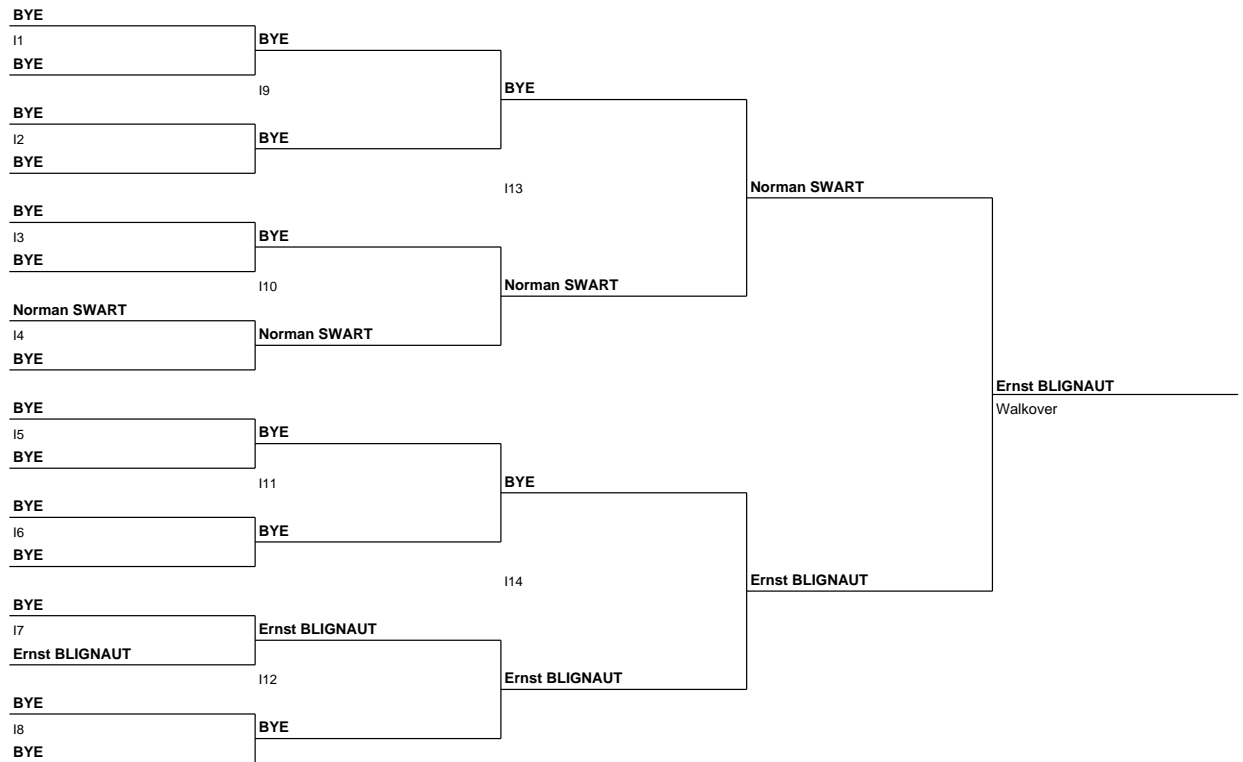 BYE
I1
BYE
BYE
I9
BYE
BYE
I2
BYE
BYE
I13
Norman SWART
BYE
I3
BYE
BYE
I10
Norman SWART
Norman SWART
I4
Norman SWART
BYE
Ernst BLIGNAUT
Walkover
BYE
I5
BYE
BYE
I11
BYE
BYE
I6
BYE
BYE
I14
Ernst BLIGNAUT
BYE
I7
Ernst BLIGNAUT
Ernst BLIGNAUT
I12
Ernst BLIGNAUT
BYE
I8
BYE
BYE